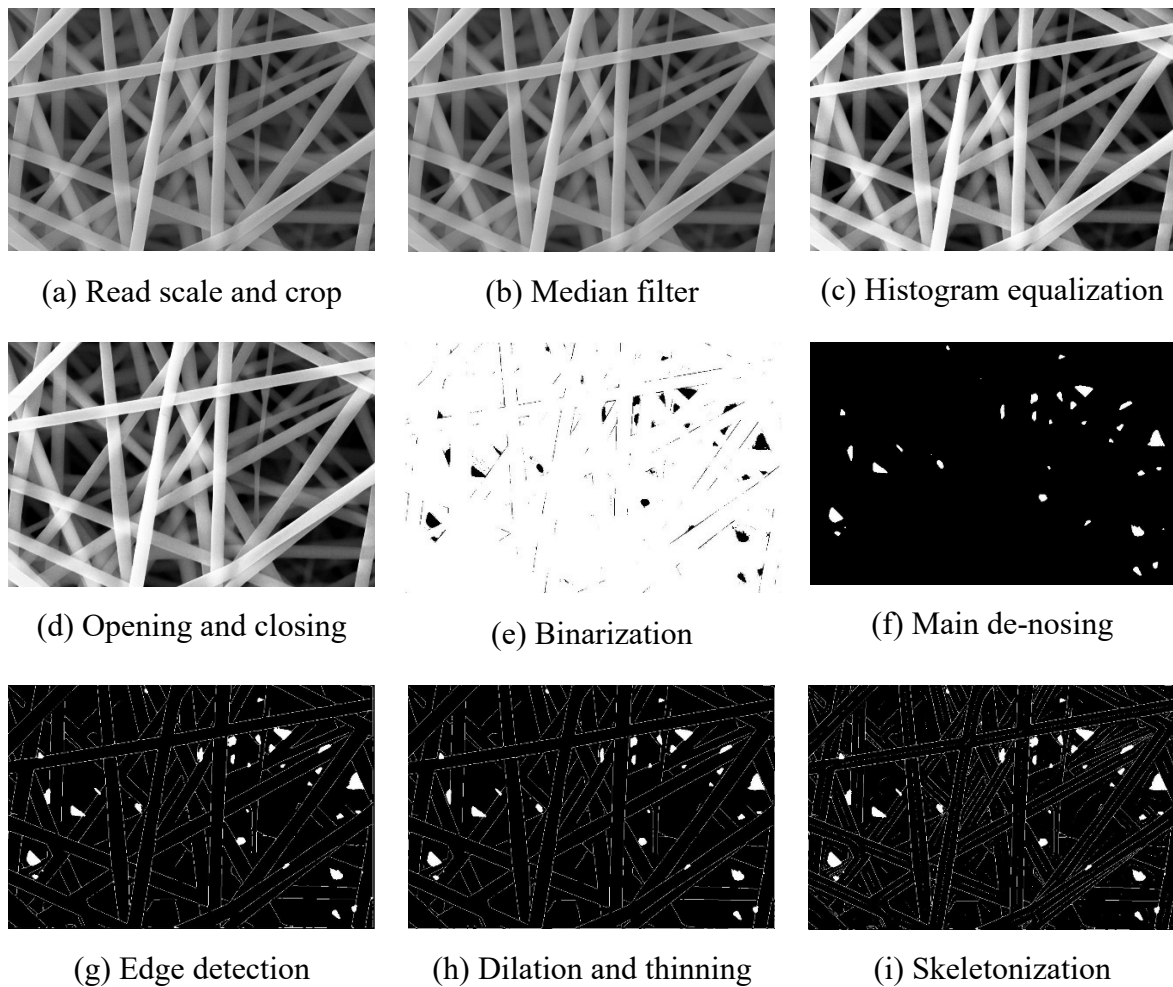 (a) Read scale and crop
(b) Median filter
(c) Histogram equalization
(d) Opening and closing
(e) Binarization
(f) Main de-nosing
(g) Edge detection
(h) Dilation and thinning
(i) Skeletonization